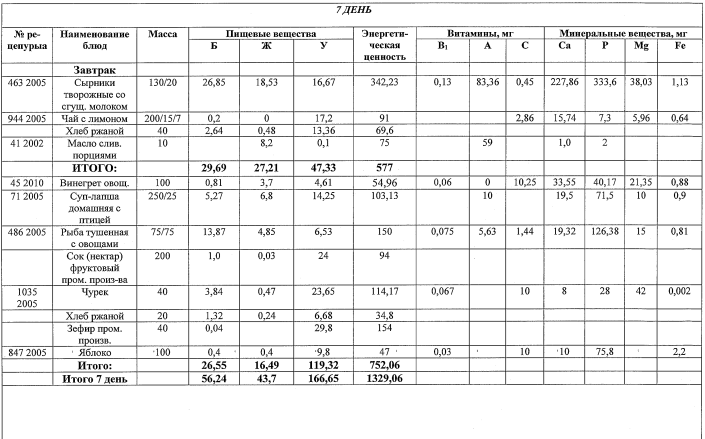 7 ДЕНЬ
№ ре- Наименование Масса Пищевые вещества Энергети- Витамины, мг Минеральные вещества, мг
цепурыа блюд Б Ж У ческая B1 A C Ca P Mg Fe
ценность
Завтрак
463 2005 Сырники 130/20 26,85 18,53 16,67 342,23 0,13 83,36 0,45 227,86 333,6 38,03 1,13
творожные со
сгущ. молоком
944 2005 Чай с лимоном 200/15/7 0,2 0 17,2 91 2,86 15,74 7,3 5,96 0,64
Хлеб ржаной 40 2,64 0,48 13,36 69,6
41 2002 Масло слив. 10 8,2 0,1 75 59 1,0 2
порциями
ИТОГО: 29,69 27,21 47,33 577
45 2010 Винегрет овощ. 100 0,81 3,7 4,61 54,96 0,06 0 10,25 33,55 40,17 21,35 0,88
71 2005 Суп-лапша 250/25 5,27 6,8 14,25 103,13 10 19,5 71,5 10 0,9
домашняя с
птицей
486 2005 Рыба тушенная 75/75 13,87 4,85 6,53 150 0,075 5,63 1,44 19,32 126,38 15 0,81
с овощами
Сок (нектар) 200 1,0 0,03 24 94
фруктовый
пром. произ-ва
1035 Чурек 40 3,84 0,47 23,65 114,17 0,067 10 8 28 42 0,002
2005
Хлеб ржаной 20 1,32 0,24 6,68 34,8
Зефир пром. 40 0,04 29,8 154
произв.
847 2005 Яблоко 100 0,4 0,4 9,8 47 0,03 10 10 75,8 2,2
Итого: 26,55 16,49 119,32 752,06
Итого 7 день 56,24 43,7 166,65 1329,06